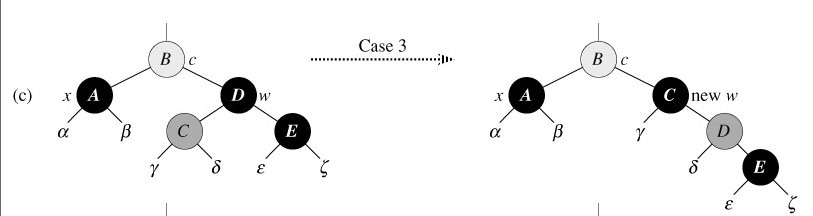 Case 3
B c B c
(c) x A D w x A C new w
α β C E α β γ D
γ δ ε ζ δ E
ε ζ